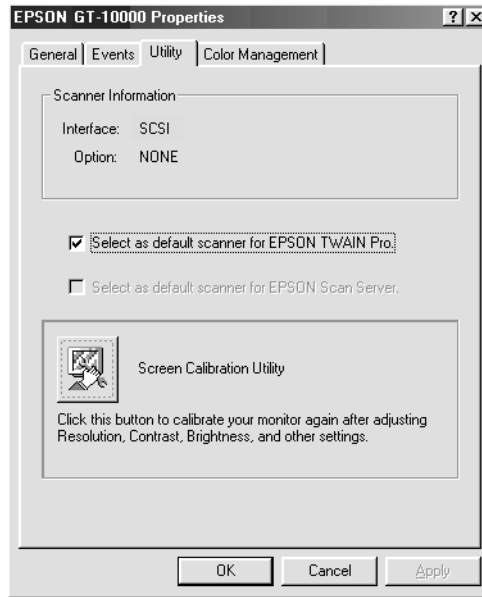 EPSON GT-10000 Properties
General Events Utility Color Management
Scanner Information
Interface: SCSI
Option: NONE
Select as default scanner for EPSON TWAIN Pro.
Select as default scanner for EPSON Scan Server.
Screen Calibration Utility
Click this button to calibrate your monitor again after adjusting
Resolution, Contrast, Brightness, and other settings.
OK Cancel Apply